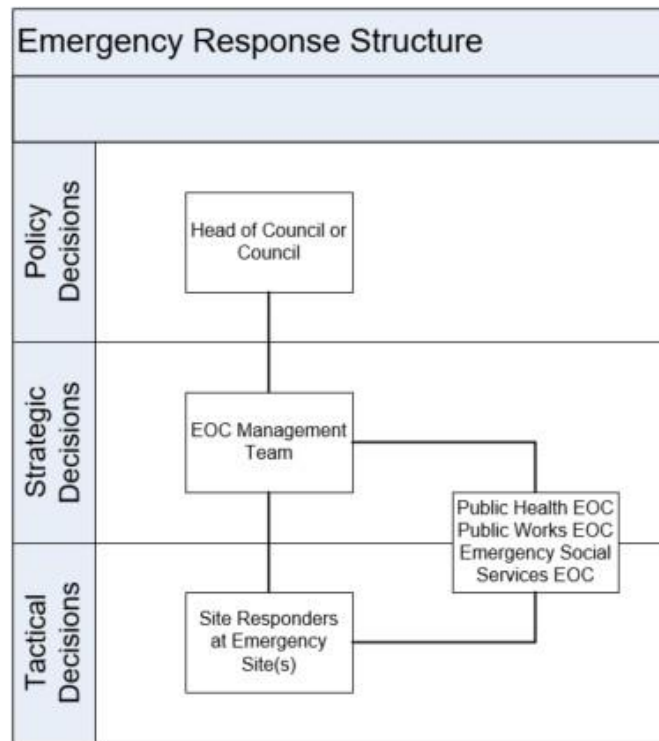 Emergency Response Structure
Policy
Decisions
Head of Council or
Council
Strategic
Decisions
EOC Management
Team
Public Health EOC
Public Works EOC
Emergency Social
Services EOC
Tactical
Decisions
Site Responders
at Emergency
Site(s)